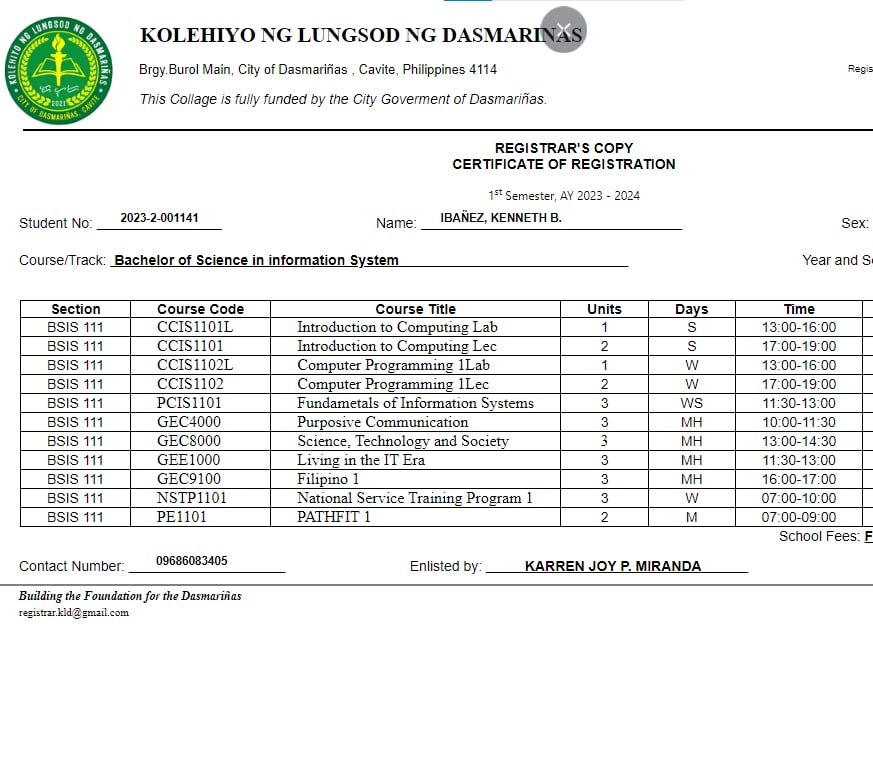 KOLEHIYO NG LUNGSOD NG DASMARIÑAS
KOLEHIYO NG LUNGSOD NG DASMARIÑAS
2021
CITY OF DASMARIÑAS, CAVITE
Brgy.Burol Main, City of Dasmariñas , Cavite, Philippines 4114
Regis
This Collage is fully funded by the City Goverment of Dasmariñas.
REGISTRAR'S COPY
CERTIFICATE OF REGISTRATION
1st Semester, AY 2023 - 2024
Student No: 2023-2-001141 Name: IBAÑEZ, KENNETH B. Sex:
Course/Track: Bachelor of Science in information System Year and Se
Section Course Code Course Title Units Days Time
BSIS 111 CCIS1101L Introduction to Computing Lab 1 S 13:00-16:00
BSIS 111 CCIS1101 Introduction to Computing Lec 2 S 17:00-19:00
BSIS 111 CCIS1102L Computer Programming 1Lab 1 W 13:00-16:00
BSIS 111 CCIS1102 Computer Programming 1Lec 2 W 17:00-19:00
BSIS 111 PCIS1101 Fundametals of Information Systems 3 WS 11:30-13:00
BSIS 111 GEC4000 Purposive Communication 3 MH 10:00-11:30
BSIS 111 GEC8000 Science, Technology and Society 3 MH 13:00-14:30
BSIS 111 GEE1000 Living in the IT Era 3 MH 11:30-13:00
BSIS 111 GEC9100 Filipino 1 3 MH 16:00-17:00
BSIS 111 NSTP1101 National Service Training Program 1 3 W 07:00-10:00
BSIS 111 PE1101 PATHFIT 1 2 M 07:00-09:00
School Fees: F
Contact Number: 09686083405 Enlisted by: KARREN JOY P. MIRANDA
Building the Foundation for the Dasmariñas
registrar.kld@gmail.com